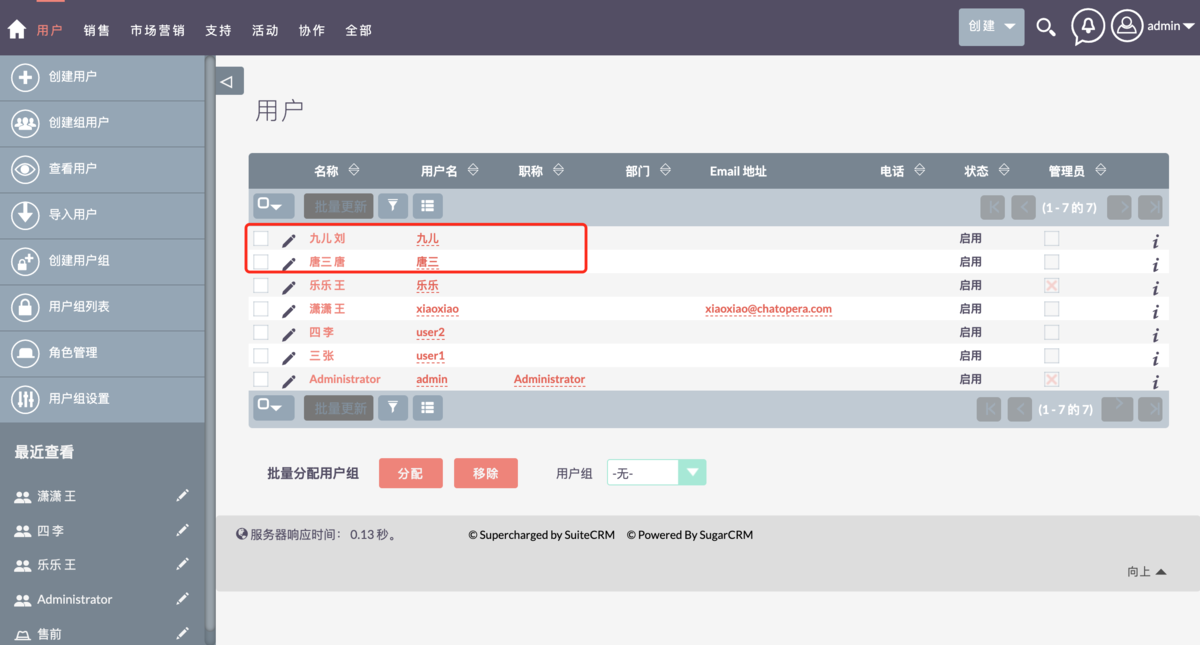 用户 销售 市场营销 支持 活动 协作 全部 创建 admin
创建用户
创建组用户
查看用户
导入用户
创建用户组
用户组列表
角色管理
用户组设置
最近查看
潇潇 王
四 李
乐乐 王
Administrator
售前
用户
名称 用户名 职称 部门 Email 地址 电话 状态 管理员
批量更新 (1 - 7 的 7)
九儿 刘 九儿 启用
唐三 唐 唐三 启用
乐乐 王 乐乐 启用
潇潇 王 xiaoxiao xiaoxiao@chatopera.com 启用
四 李 user2 启用
三 张 user1 启用
Administrator admin Administrator 启用
批量更新 (1 - 7 的 7)
批量分配用户组 分配 移除 用户组 -无-
服务器响应时间： 0.13 秒。 © Supercharged by SuiteCRM © Powered By SugarCRM
向上